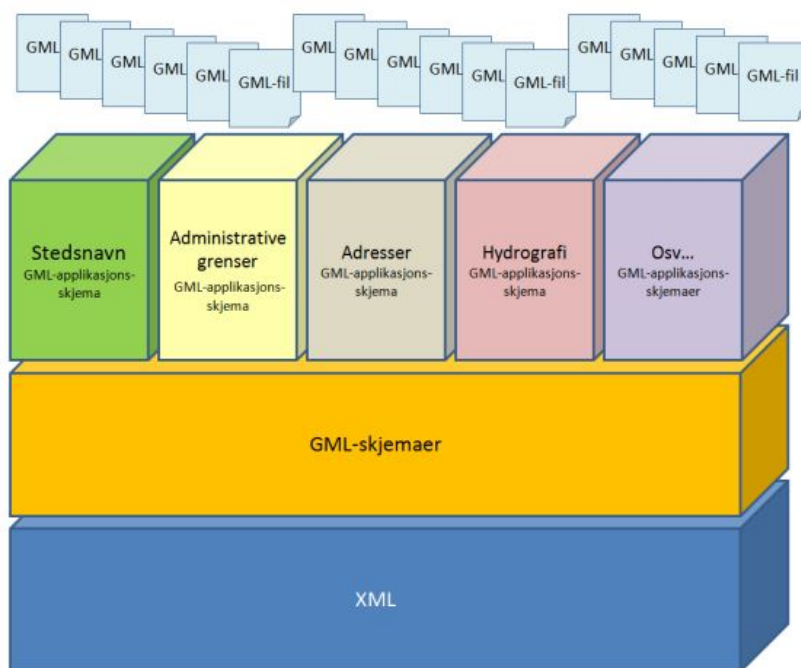 GML
GML
GML
GML
GML
GML-fil
GML
GML
GML
GML
GML
GML-fil
GML
GML
GML
GML
GML-fil
Stedsnavn
GML-applikasjons-
skjema
Administrative
grenser
GML-applikasjons-
skjema
Adresser
GML-applikasjons-
skjema
Hydrografi
GML-applikasjons-
skjema
Osv...
GML-applikasjons-
skjemaer
GML-skjemaer
XML